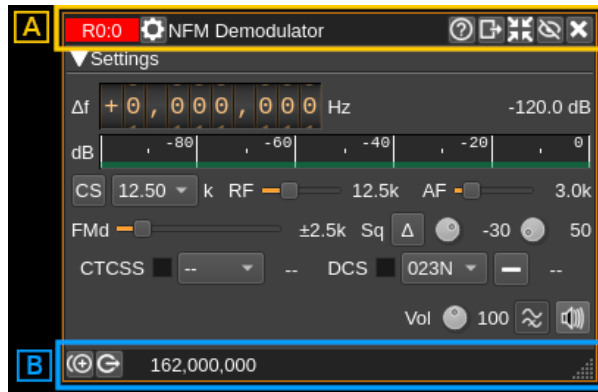 A R0:0 NFM Demodulator
Settings
Δf +0,000,000 Hz -120.0 dB
dB -80 -60 -40 -20 0
CS 12.50 k RF 12.5k AF 3.0k
FMd ±2.5k Sq Δ -30 50
CTCSS -- -- DCS 023N --
Vol 100
B 162,000,000